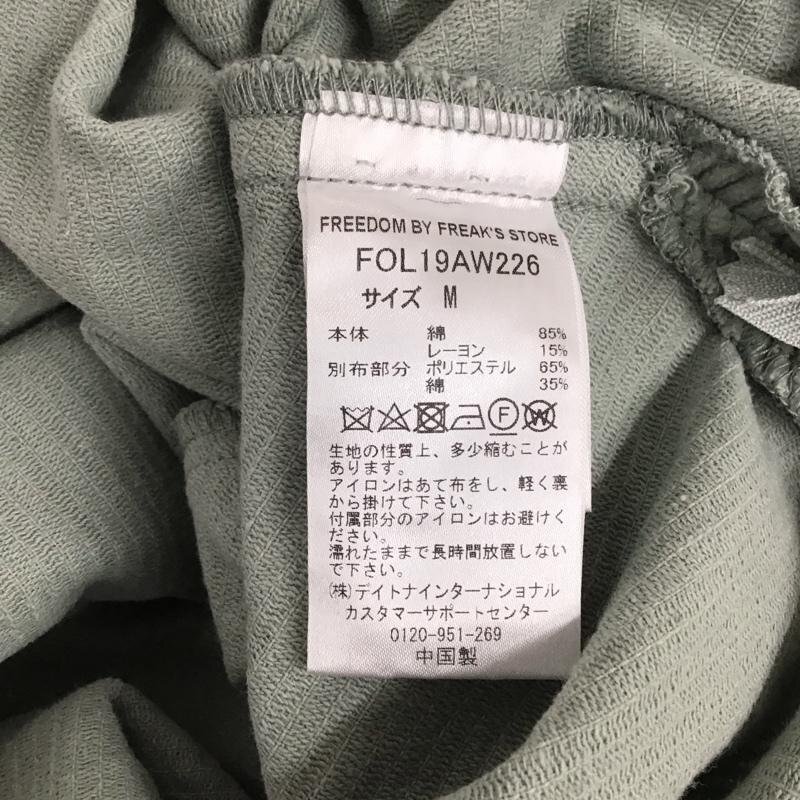 FREEDOM BY FREAK'S STORE
FOL19AW226
サイズ M
本体 綿 85%
レーヨン 15%
別布部分 ポリエステル 65%
綿 35%
F W
生地の性質上、多少縮むことが
あります。
アイロンはあて布をし、軽く裏
から掛けて下さい。
付属部分のアイロンはお避けく
ださい。
濡れたままで長時間放置しない
で下さい。
(株)デイトナインターナショナル
カスタマーサポートセンター
0120-951-269
中国製